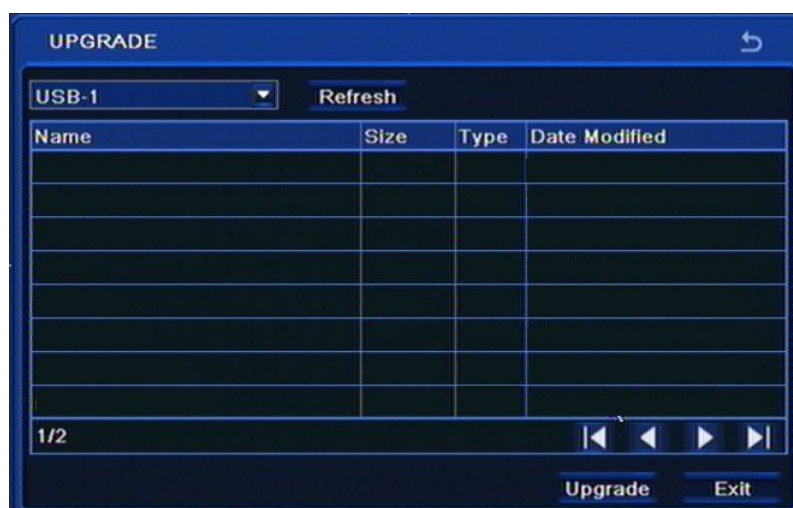 UPGRADE
USB-1 Refresh
Name Size Type Date Modified
1/2
Upgrade Exit